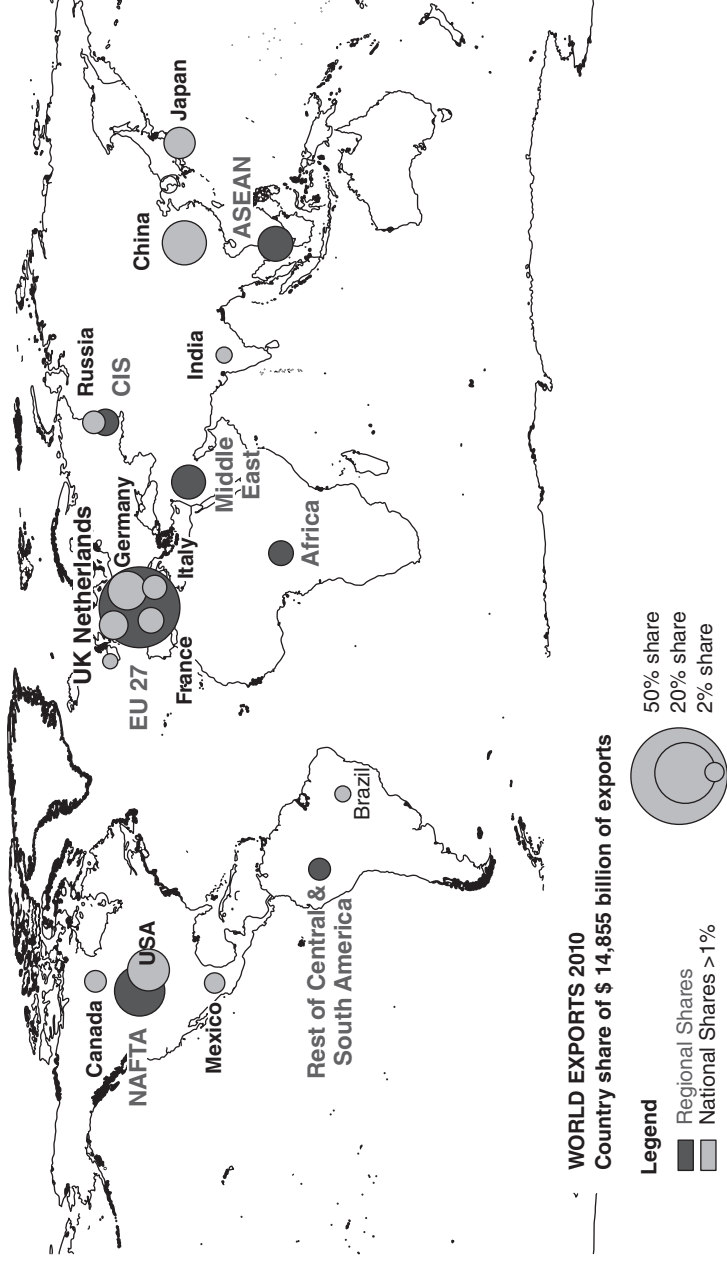 Canada
NAFTA
USA
Mexico
Rest of Central &
South America
Brazil
UK
Netherlands
Germany
EU 27
France
Italy
Russia
CIS
Middle
East
Africa
India
China
Japan
ASEAN
WORLD EXPORTS 2010
Country share of $ 14,855 billion of exports
Legend
Regional Shares
National Shares >1%
50% share
20% share
2% share